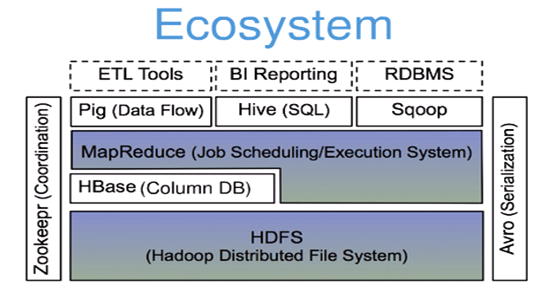 Ecosystem
ETL Tools
BI Reporting
RDBMS
Pig (Data Flow)
Hive (SQL)
Sqoop
MapReduce (Job Scheduling/Execution System)
HBase (Column DB)
HDFS
(Hadoop Distributed File System)
Zookeepr (Coordination)
Avro (Serialization)